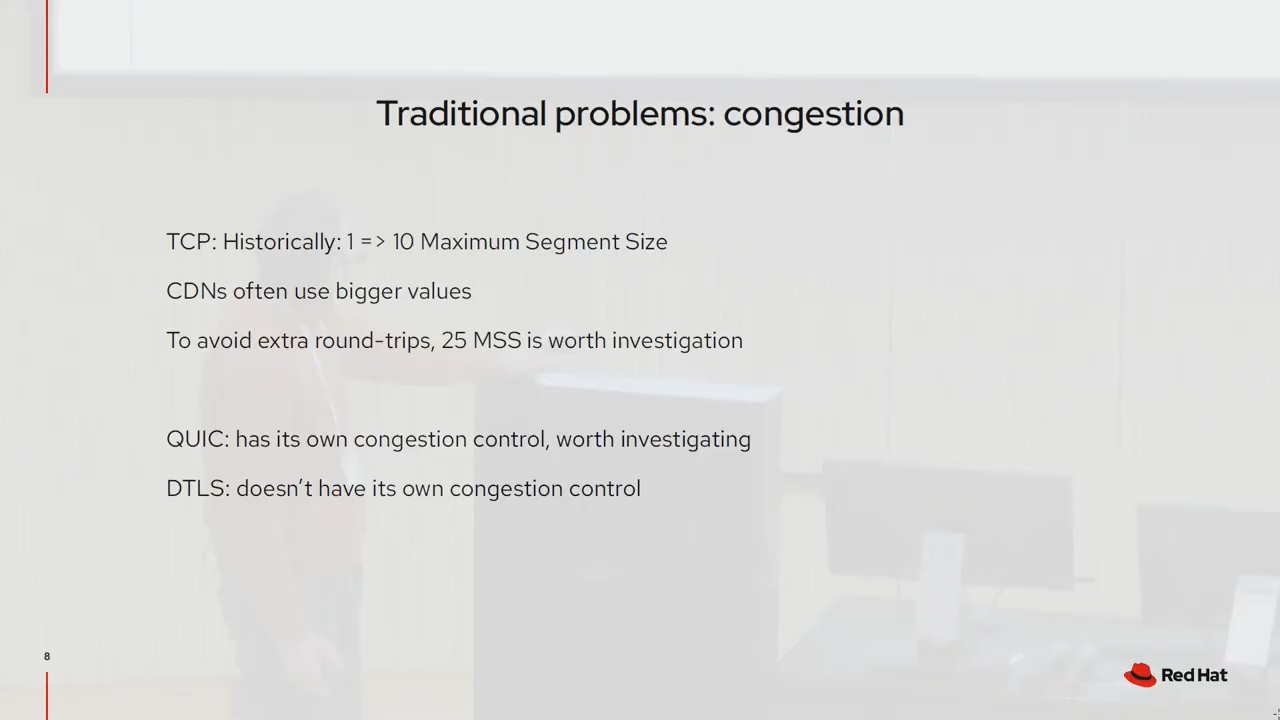 Traditional problems: congestion
TCP: Historically: 1 => 10 Maximum Segment Size
CDNs often use bigger values
To avoid extra round-trips, 25 MSS is worth investigation
QUIC: has its own congestion control, worth investigating
DTLS: doesn’t have its own congestion control
8
Red Hat